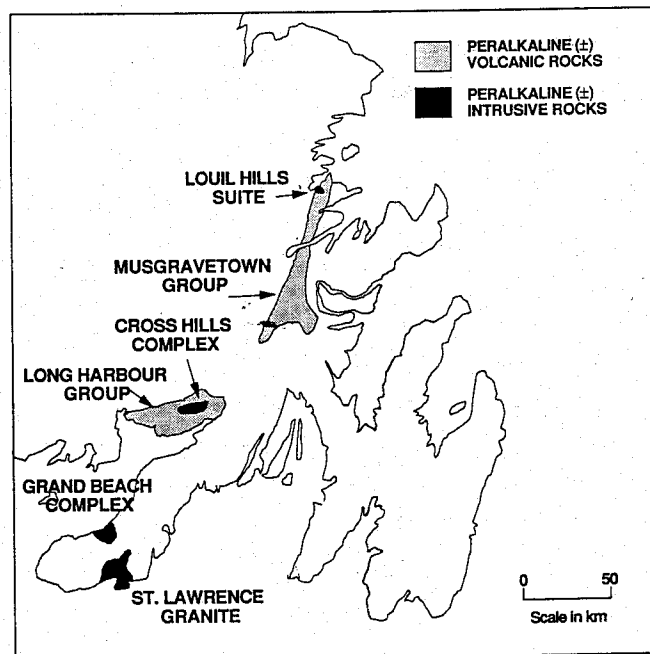 PERALKALINE (±)
VOLCANIC ROCKS
PERALKALINE (±)
INTRUSIVE ROCKS
LOUIL HILLS
SUITE
MUSGRAVETOWN
GROUP
CROSS HILLS
COMPLEX
LONG HARBOUR
GROUP
GRAND BEACH
COMPLEX
ST. LAWRENCE
GRANITE
0 50
Scale in km